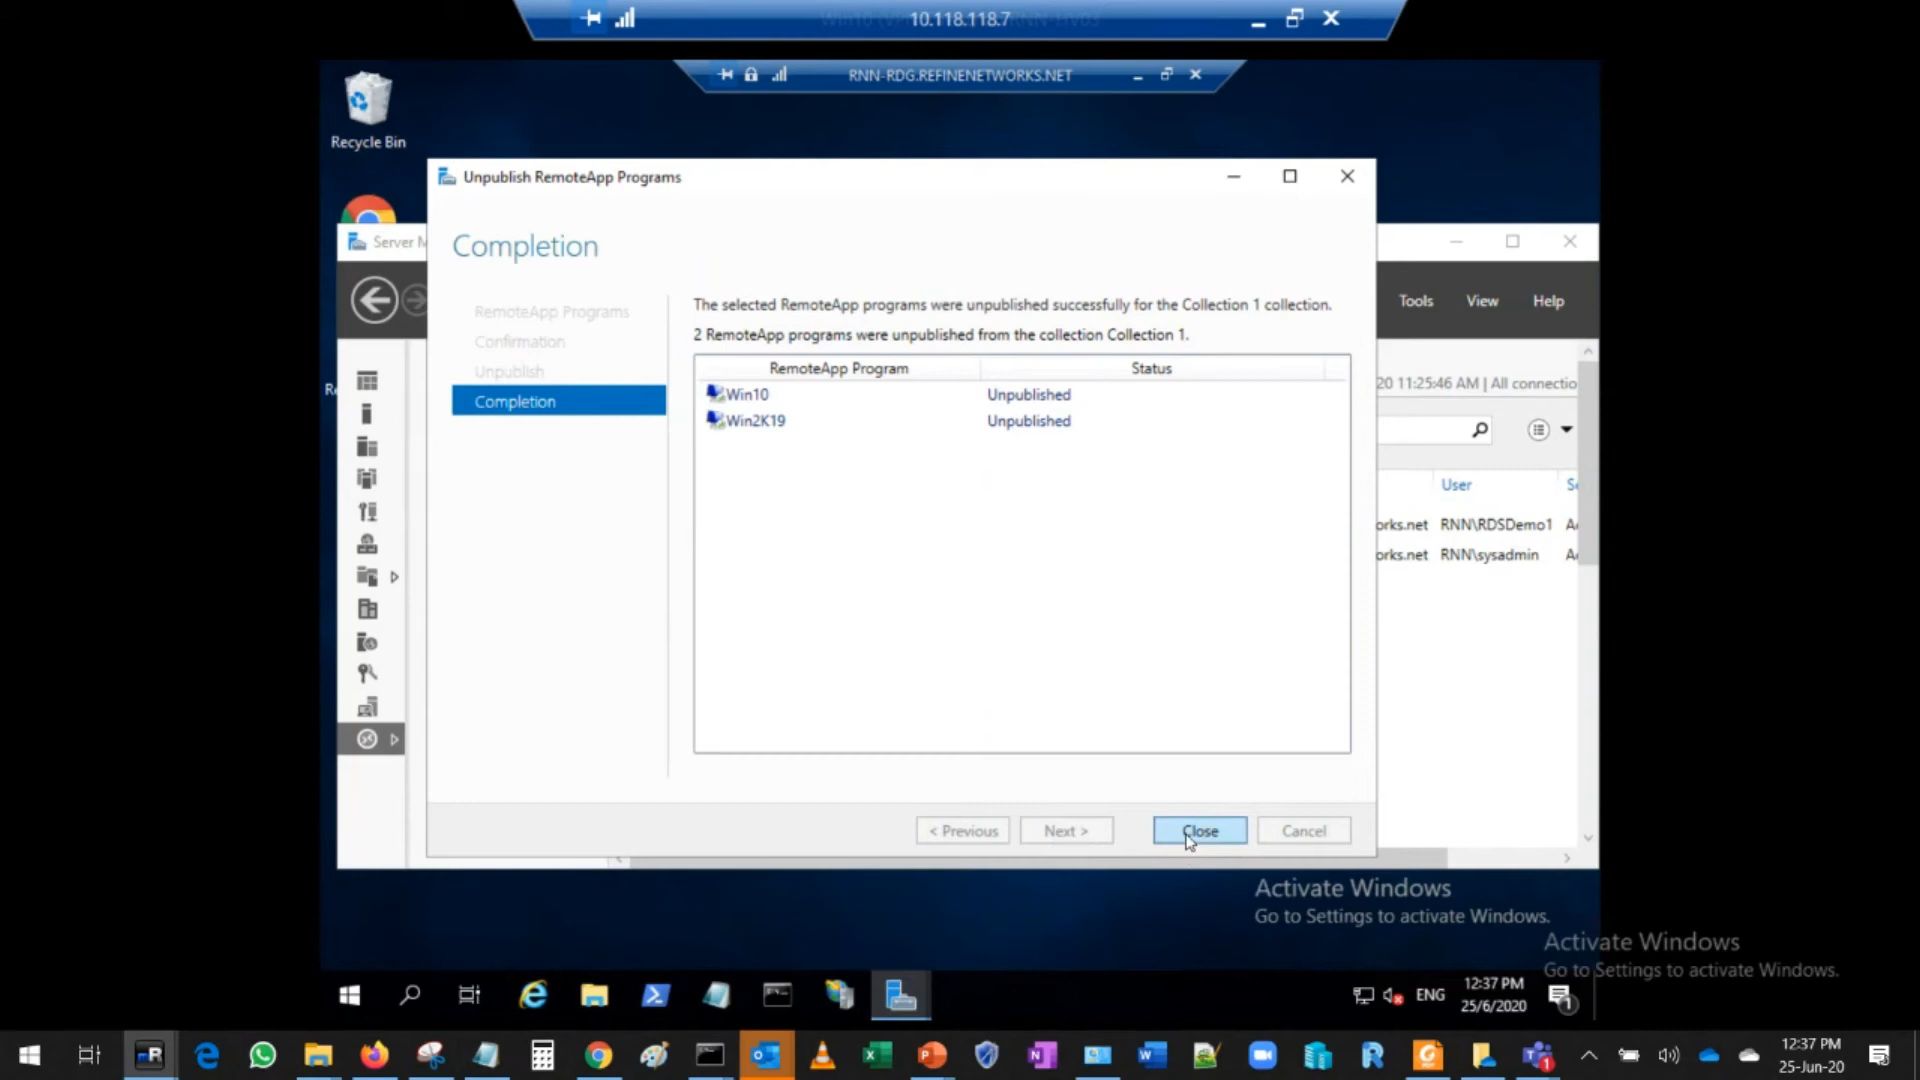 10.118.118.7
RNN-RDG.REFINENETWORKS.NET
Recycle Bin
Unpublish RemoteApp Programs
Server M
Completion
Tools View Help
RemoteApp Programs
Confirmation
Unpublish
Completion
The selected RemoteApp programs were unpublished successfully for the Collection 1 collection.
2 RemoteApp programs were unpublished from the collection Collection 1.
RemoteApp Program Status
Win10 Unpublished
Win2K19 Unpublished
Re
20 11:25:46 AM | All connectio
User
orks.net RNN\RDSDemo1 A
orks.net RNN\sysadmin A
< Previous Next > Close Cancel
Activate Windows
Go to Settings to activate Windows.
Activate Windows
Go to Settings to activate Windows.
ENG
12:37 PM
25/6/2020
1
12:37 PM
25-Jun-20